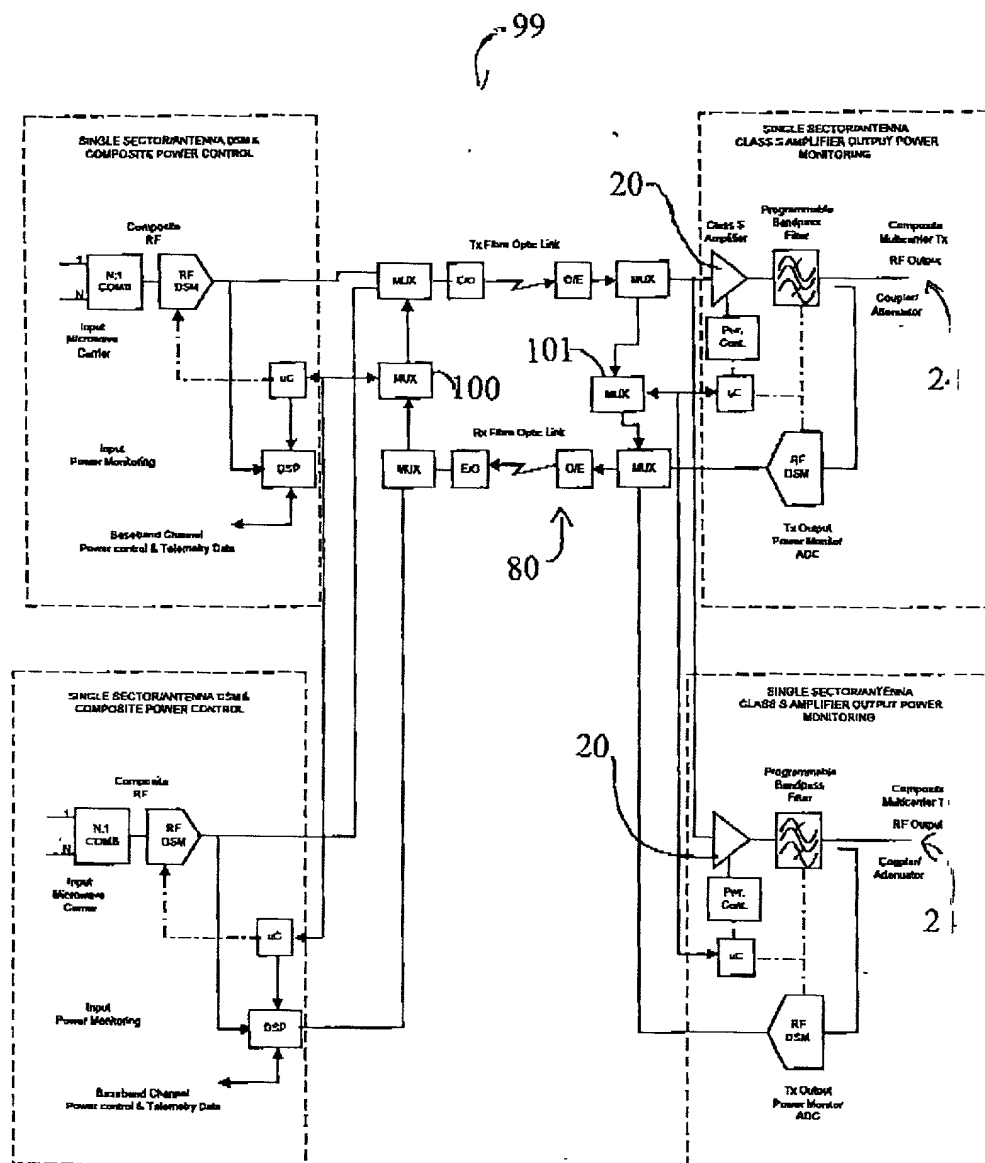 99
SINGLE SECTOR/ANTENNA DSM &
COMPOSITE POWER CONTROL
Composite
RF
1
N
N:1
COMB
RF
DSM
Input
Microwave
Carrier
uC
Input
Power Monitoring
DSP
Baseband Channel
Power control & Telemetry Data
Tx Fibre Optic Link
MUX
E/O
O/E
MUX
MUX
100
101
MUX
Rx Fibre Optic Link
MUX
E/O
O/E
MUX
80
SINGLE SECTOR/ANTENNA
CLASS S AMPLIFIER OUTPUT POWER
MONITORING
20
Class S
Amplifier
Programmable
Bandpass
Filter
Composite
Multicarrier Tx
RF Output
Coupler/
Attenuator
Pwr.
Cont.
uC
RF
DSM
Tx Output
Power Monitor
ADC
SINGLE SECTOR/ANTENNA DSM &
COMPOSITE POWER CONTROL
Composite
RF
1
N
N:1
COMB
RF
DSM
Input
Microwave
Carrier
uC
Input
Power Monitoring
DSP
Baseband Channel
Power control & Telemetry Data
SINGLE SECTOR/ANTENNA
CLASS S AMPLIFIER OUTPUT POWER
MONITORING
20
Programmable
Bandpass
Filter
Composite
Multicarrier T
RF Output
Coupler/
Attenuator
2
Pwr.
Cont.
uC
RF
DSM
Tx Output
Power Monitor
ADC